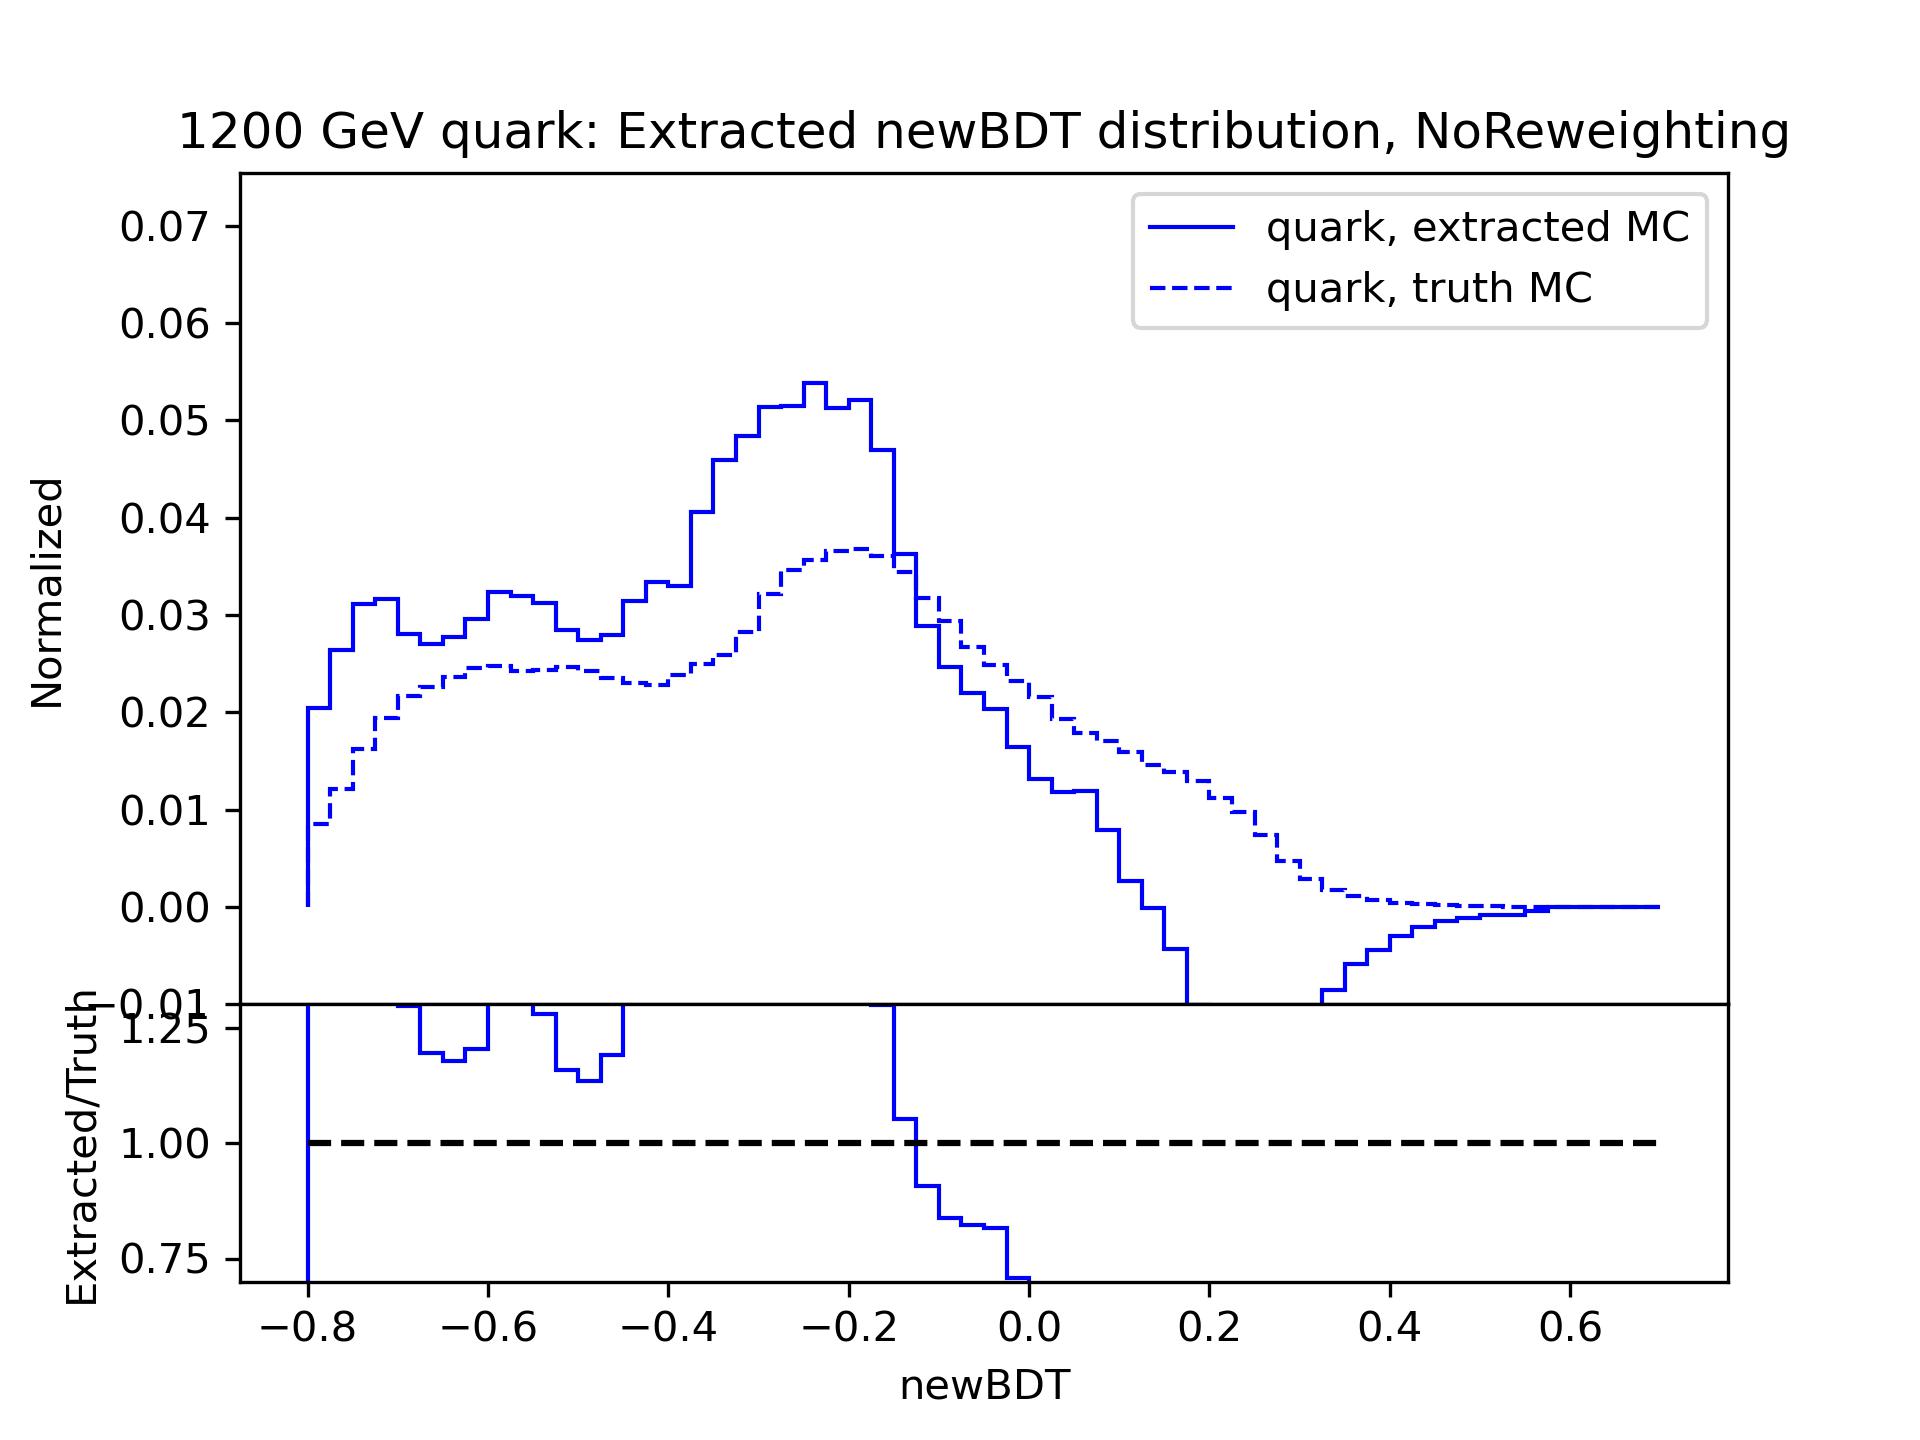 1200 GeV quark: Extracted newBDT distribution, NoReweighting
quark, extracted MC
quark, truth MC
Normalized
0.07
0.06
0.05
0.04
0.03
0.02
0.01
0.00
−0.01
Extracted/Truth
1.25
1.00
0.75
−0.8 −0.6 −0.4 −0.2 0.0 0.2 0.4 0.6
newBDT